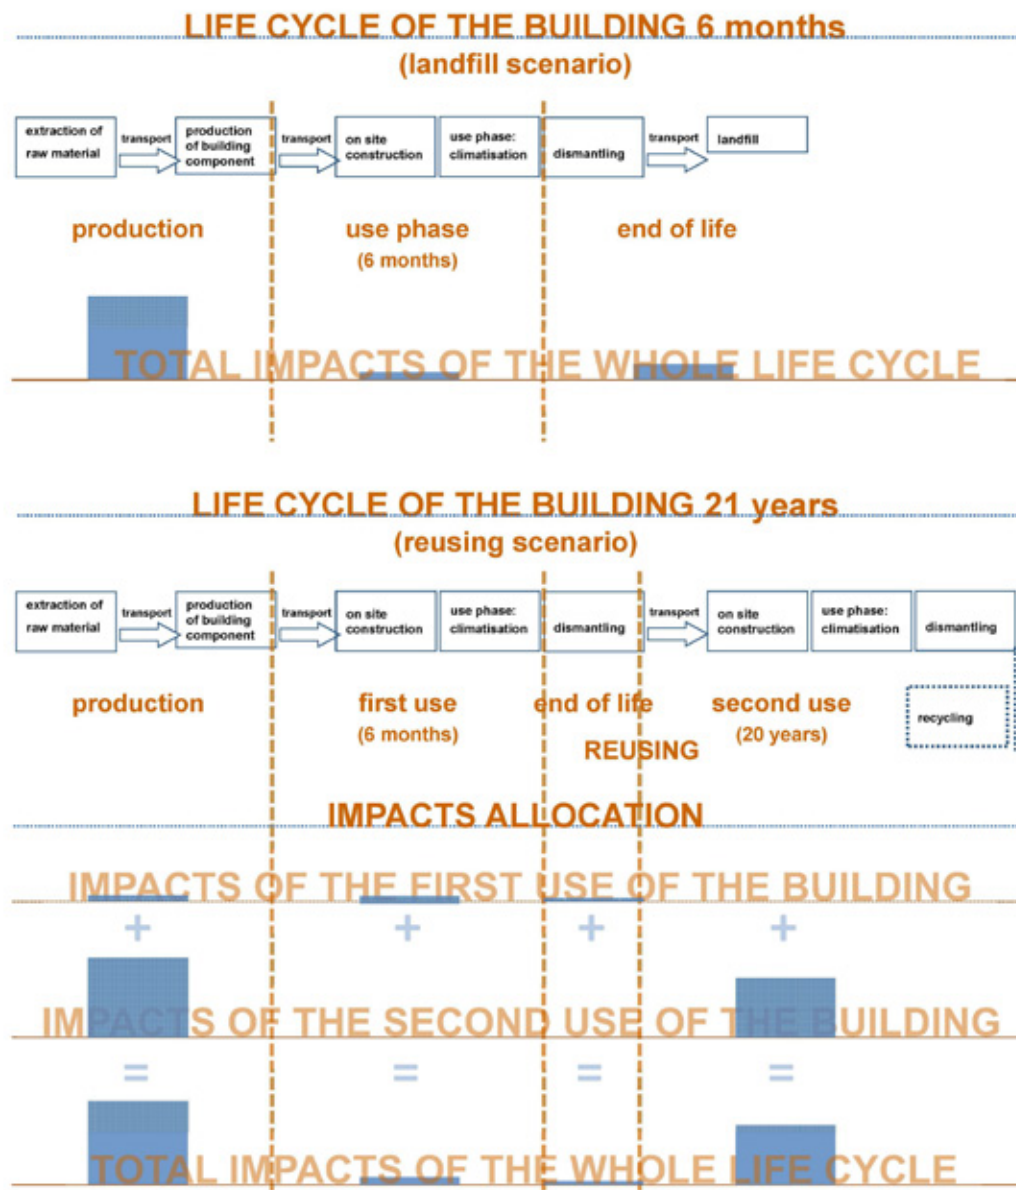 LIFE CYCLE OF THE BUILDING 6 months
(landfill scenario)
extraction of
raw material
transport
production
of building
component
transport
on site
construction
use phase:
climatisation
dismantling
transport
landfill
production
use phase
(6 months)
end of life
TOTAL IMPACTS OF THE WHOLE LIFE CYCLE
LIFE CYCLE OF THE BUILDING 21 years
(reusing scenario)
extraction of
raw material
transport
production
of building
component
transport
on site
construction
use phase:
climatisation
dismantling
transport
on site
construction
use phase:
climatisation
dismantling
production
first use
(6 months)
end of life
REUSING
second use
(20 years)
recycling
IMPACTS ALLOCATION
IMPACTS OF THE FIRST USE OF THE BUILDING
+ + + +
IMPACTS OF THE SECOND USE OF THE BUILDING
= = = =
TOTAL IMPACTS OF THE WHOLE LIFE CYCLE